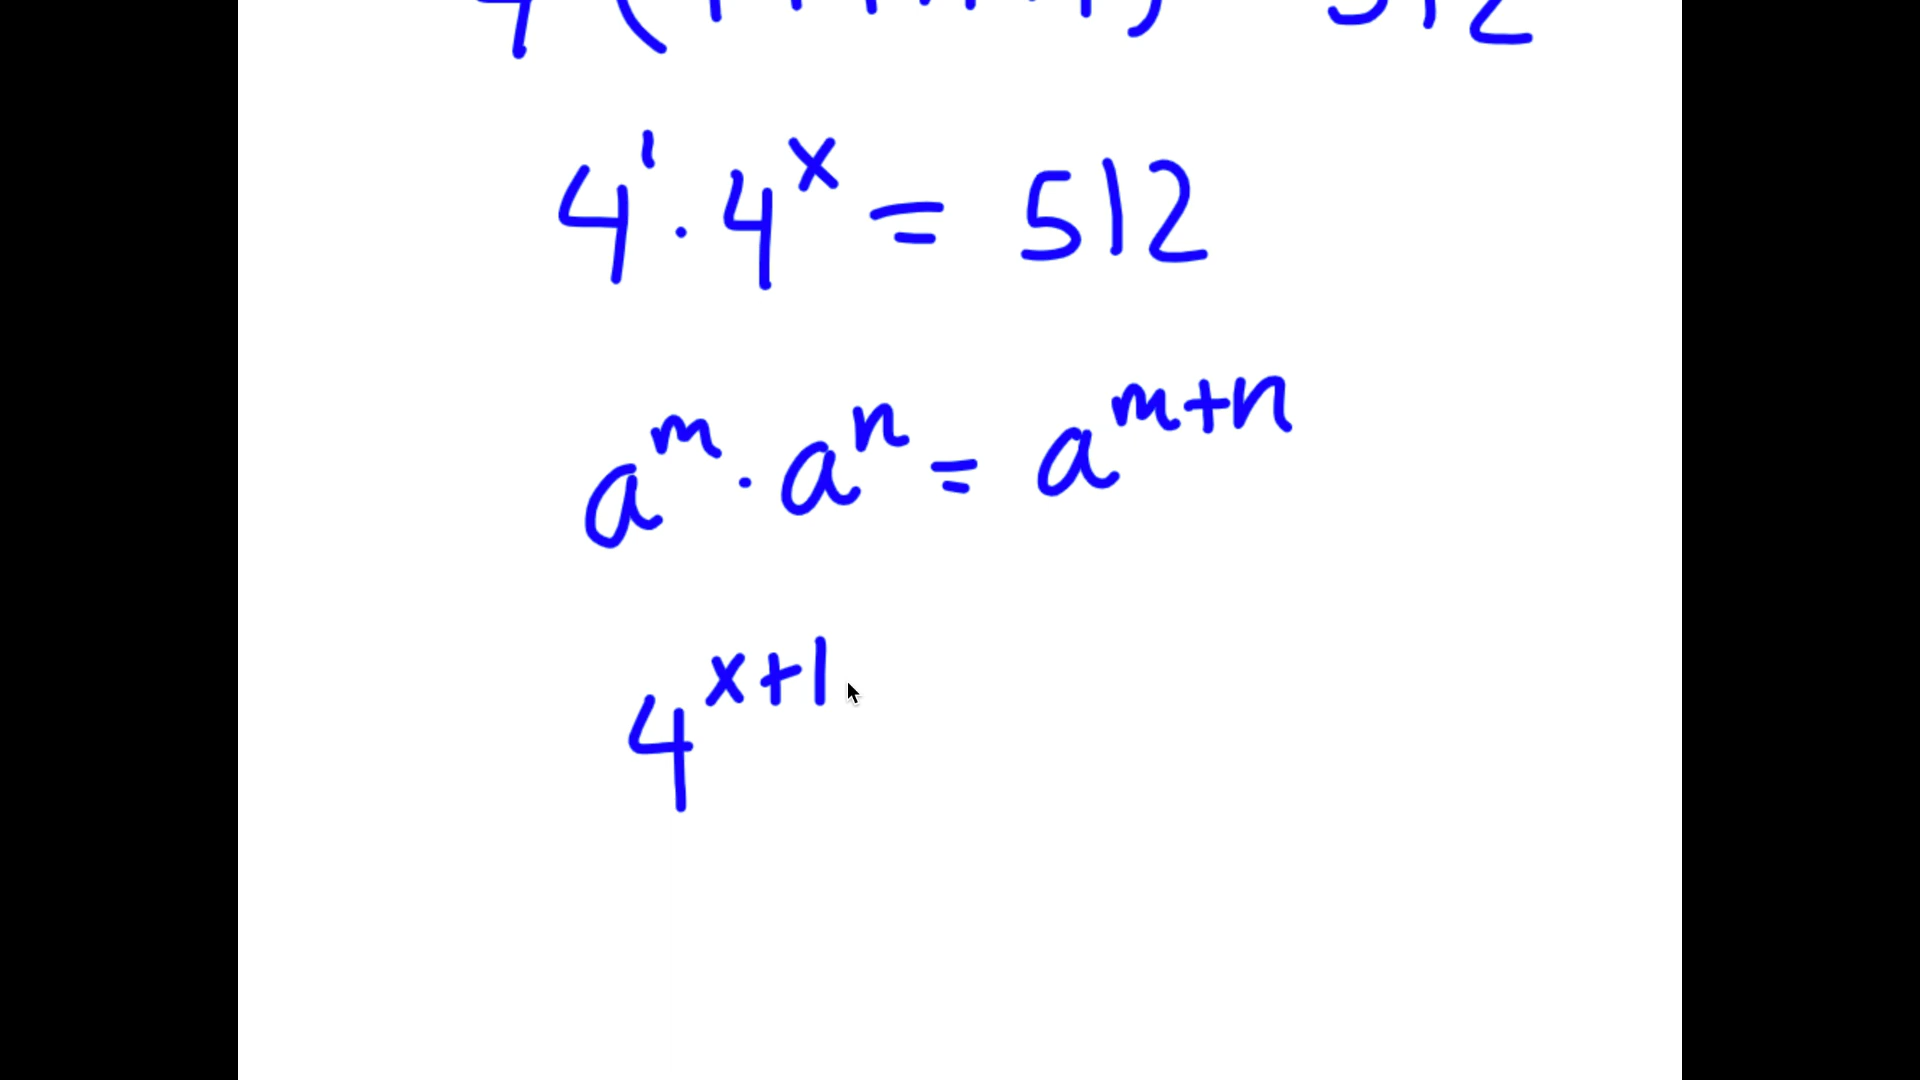 4¹ · 4ˣ = 512
aᵐ · aⁿ = aᵐ⁺ⁿ
4ˣ⁺¹